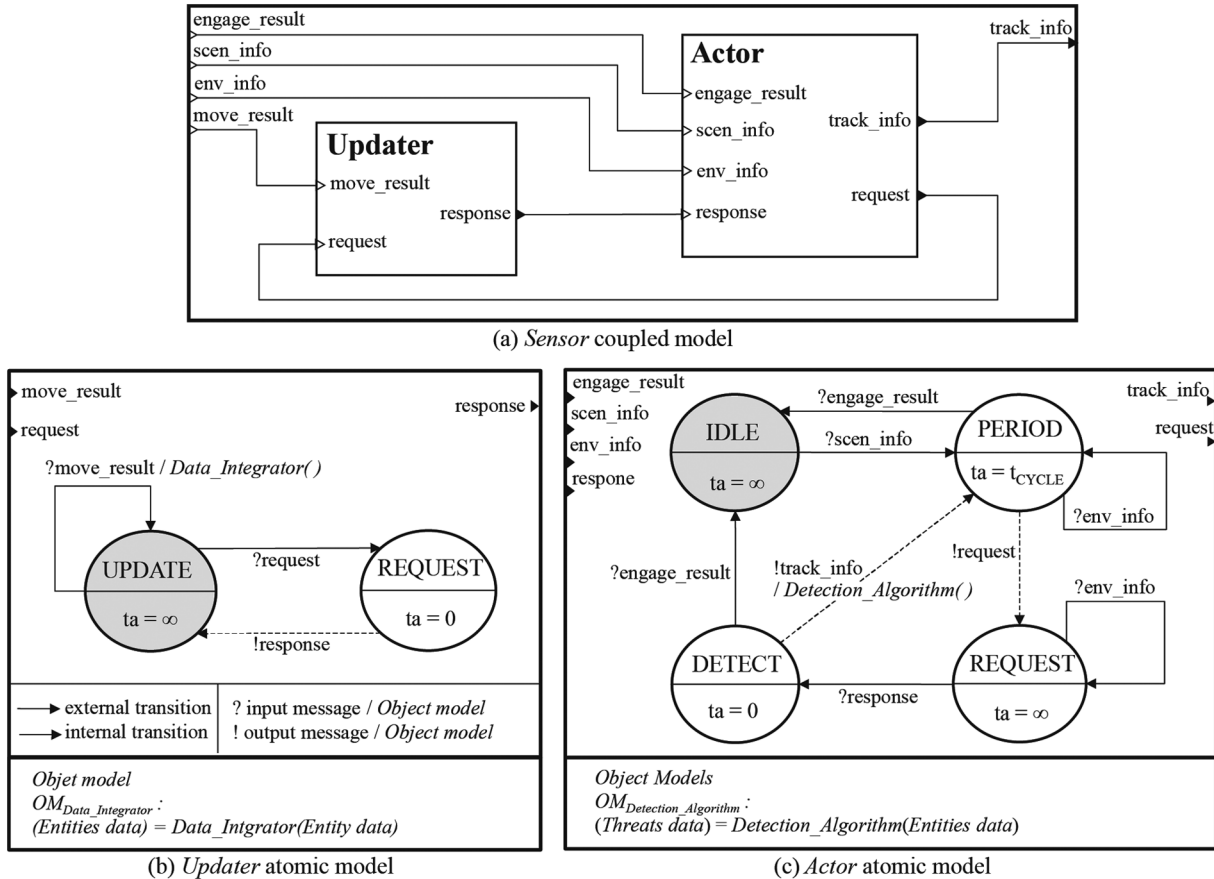 engage_result
scen_info
env_info
move_result
track_info
Updater
move_result
request
response
Actor
engage_result
scen_info
env_info
response
track_info
request
(a) Sensor coupled model
move_result
request
response
?move_result / Data_Integrator( )
UPDATE
ta = ∞
?request
!response
REQUEST
ta = 0
external transition
internal transition
? input message / Object model
! output message / Object model
Objet model
OM_Data_Integrator :
(Entities data) = Data_Intgrator(Entity data)
(b) Updater atomic model
engage_result
scen_info
env_info
respone
track_info
request
IDLE
ta = ∞
?engage_result
?scen_info
PERIOD
ta = t_CYCLE
?env_info
?engage_result
!track_info
/ Detection_Algorithm( )
!request
?env_info
DETECT
ta = 0
?response
REQUEST
ta = ∞
Object Models
OM_Detection_Algorithm :
(Threats data) = Detection_Algorithm(Entities data)
(c) Actor atomic model